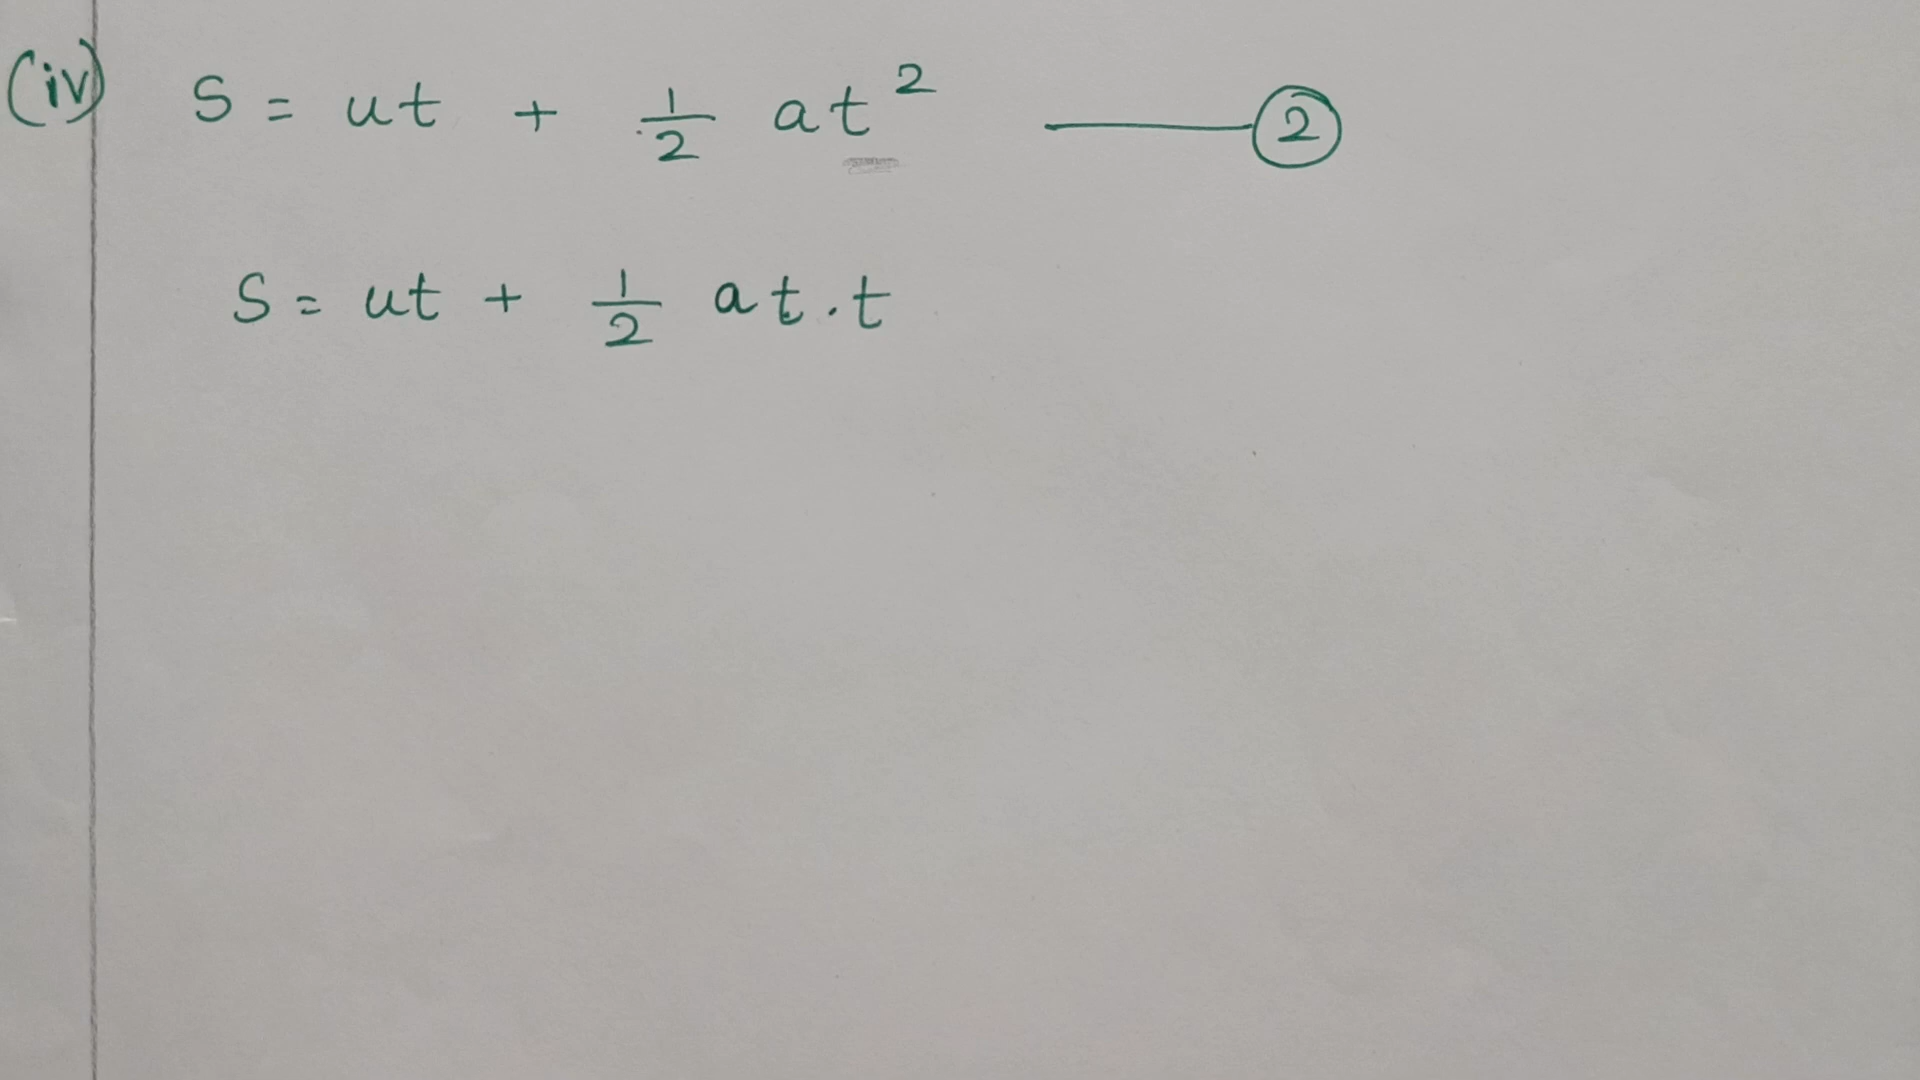 (iv) S = ut + 1/2 at² —— ②
S = ut + 1/2 at.t